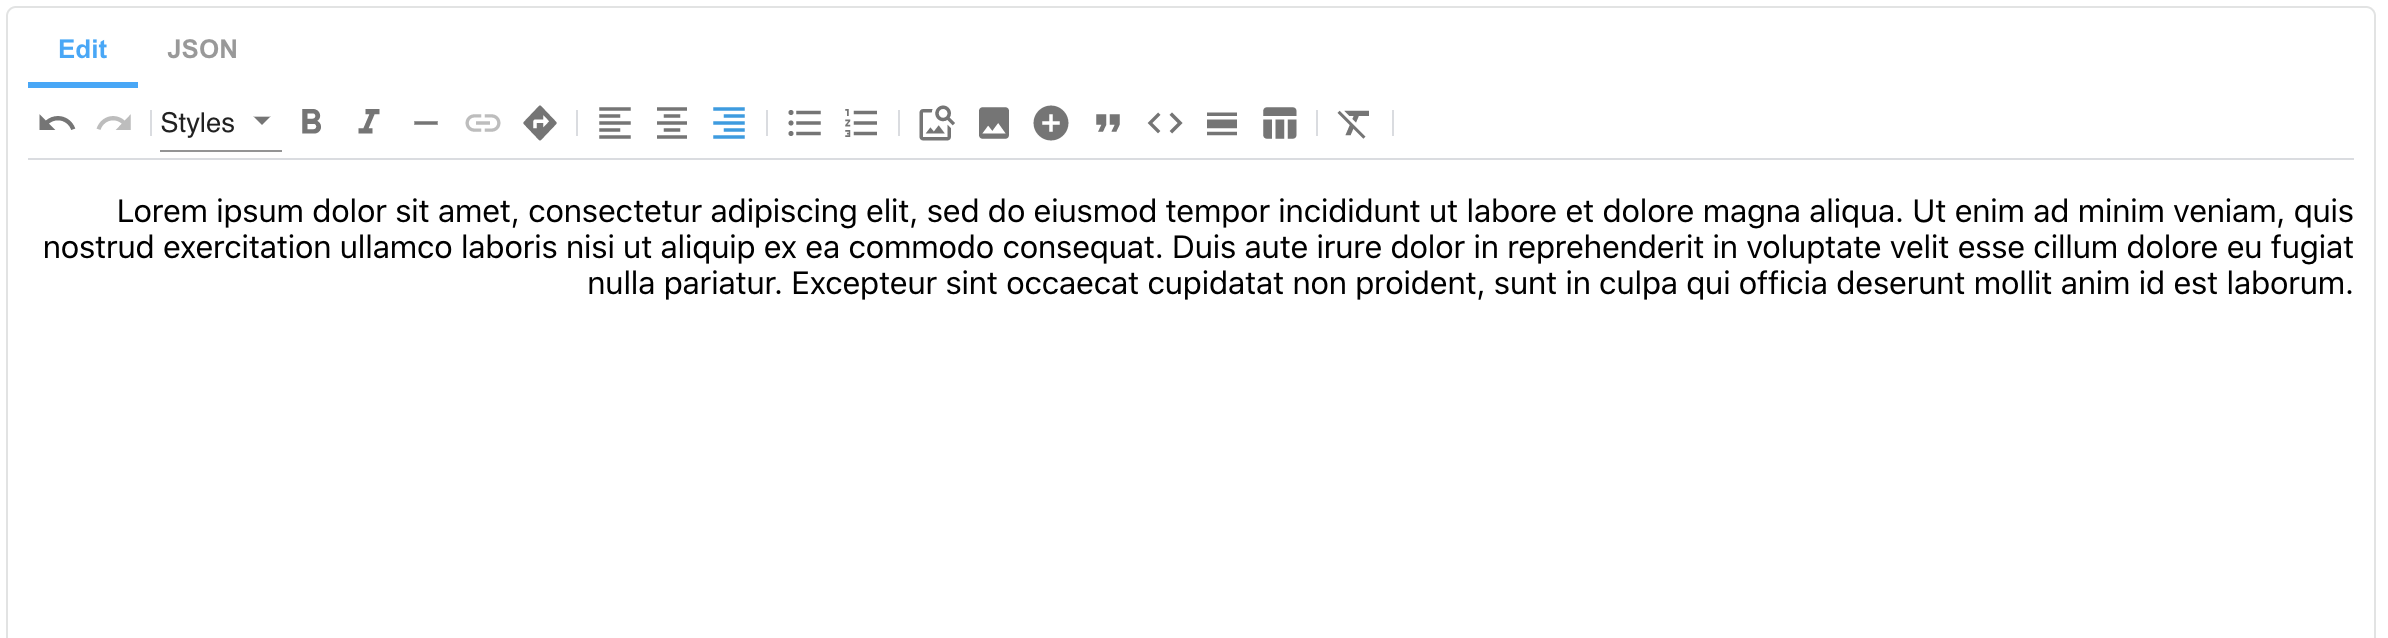 Edit JSON
Styles
Lorem ipsum dolor sit amet, consectetur adipiscing elit, sed do eiusmod tempor incididunt ut labore et dolore magna aliqua. Ut enim ad minim veniam, quis
nostrud exercitation ullamco laboris nisi ut aliquip ex ea commodo consequat. Duis aute irure dolor in reprehenderit in voluptate velit esse cillum dolore eu fugiat
nulla pariatur. Excepteur sint occaecat cupidatat non proident, sunt in culpa qui officia deserunt mollit anim id est laborum.